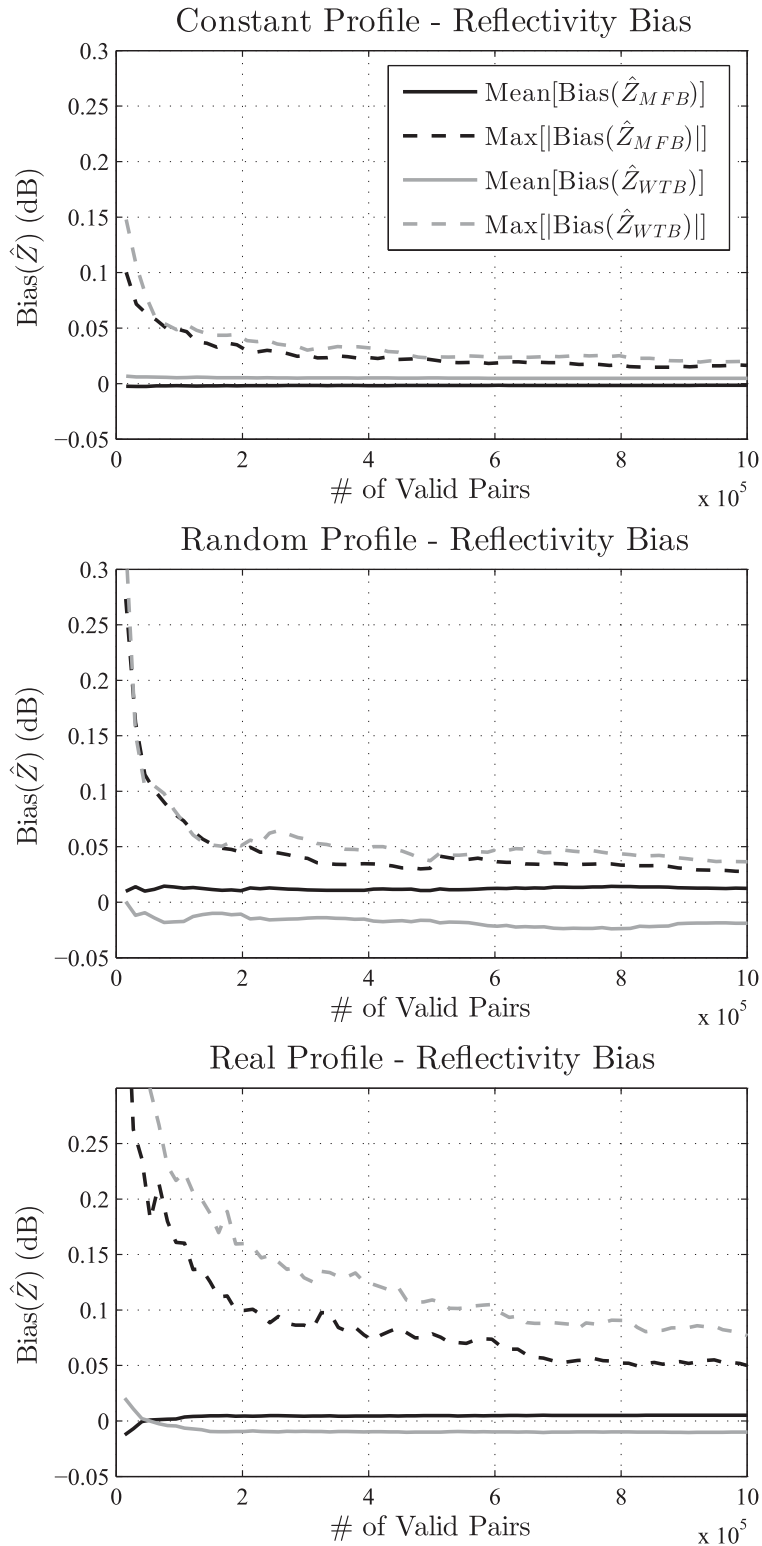 Constant Profile - Reflectivity Bias
0.3
0.25
0.2
0.15
0.1
0.05
0
−0.05
Bias(Ẑ) (dB)
Mean[Bias(Ẑ_MFB)]
Max[|Bias(Ẑ_MFB)|]
Mean[Bias(Ẑ_WTB)]
Max[|Bias(Ẑ_WTB)|]
0 2 4 6 8 10
# of Valid Pairs
x 10^5
Random Profile - Reflectivity Bias
0.3
0.25
0.2
0.15
0.1
0.05
0
−0.05
Bias(Ẑ) (dB)
0 2 4 6 8 10
# of Valid Pairs
x 10^5
Real Profile - Reflectivity Bias
0.25
0.2
0.15
0.1
0.05
0
−0.05
Bias(Ẑ) (dB)
0 2 4 6 8 10
# of Valid Pairs
x 10^5